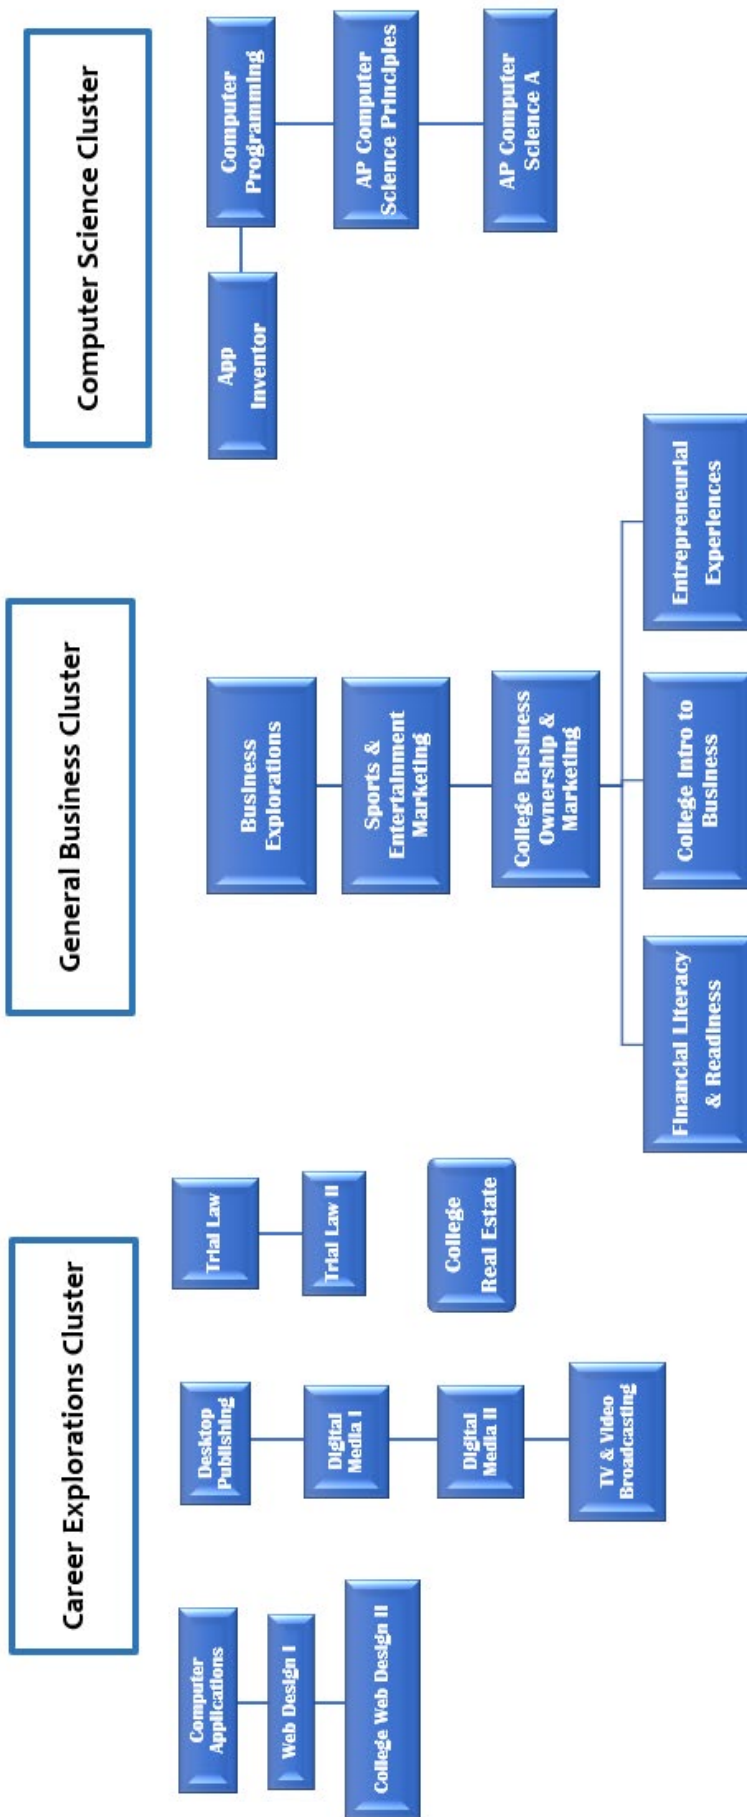 Career Explorations Cluster
Computer
Applications
Web Design I
College Web Design II
Desktop
Publishing
Digital
Media I
Digital
Media II
TV & Video
Broadcasting
Trial Law
Trial Law II
College
Real Estate
General Business Cluster
Business
Explorations
Sports &
Entertainment
Marketing
College Business
Ownership &
Marketing
Financial Literacy
& Readiness
College Intro to
Business
Entrepreneurial
Experiences
Computer Science Cluster
App
Inventor
Computer
Programming
AP Computer
Science Principles
AP Computer
Science A